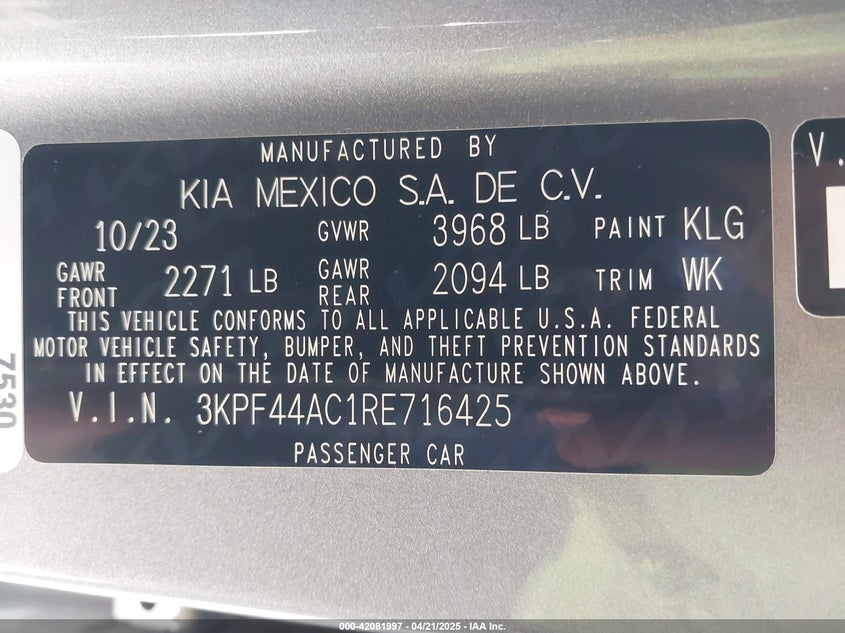 MANUFACTURED BY
KIA MEXICO S.A. DE C.V.
10/23 GVWR 3968 LB PAINT KLG
GAWR FRONT 2271 LB GAWR REAR 2094 LB TRIM WK
THIS VEHICLE CONFORMS TO ALL APPLICABLE U.S.A. FEDERAL
MOTOR VEHICLE SAFETY, BUMPER, AND THEFT PREVENTION STANDARDS
IN EFFECT ON THE DATE OF MANUFACTURE SHOWN ABOVE.
V.I.N. 3KPF44AC1RE716425
PASSENGER CAR
7530
V.
000-42081997 - 04/21/2025 - IAA Inc.